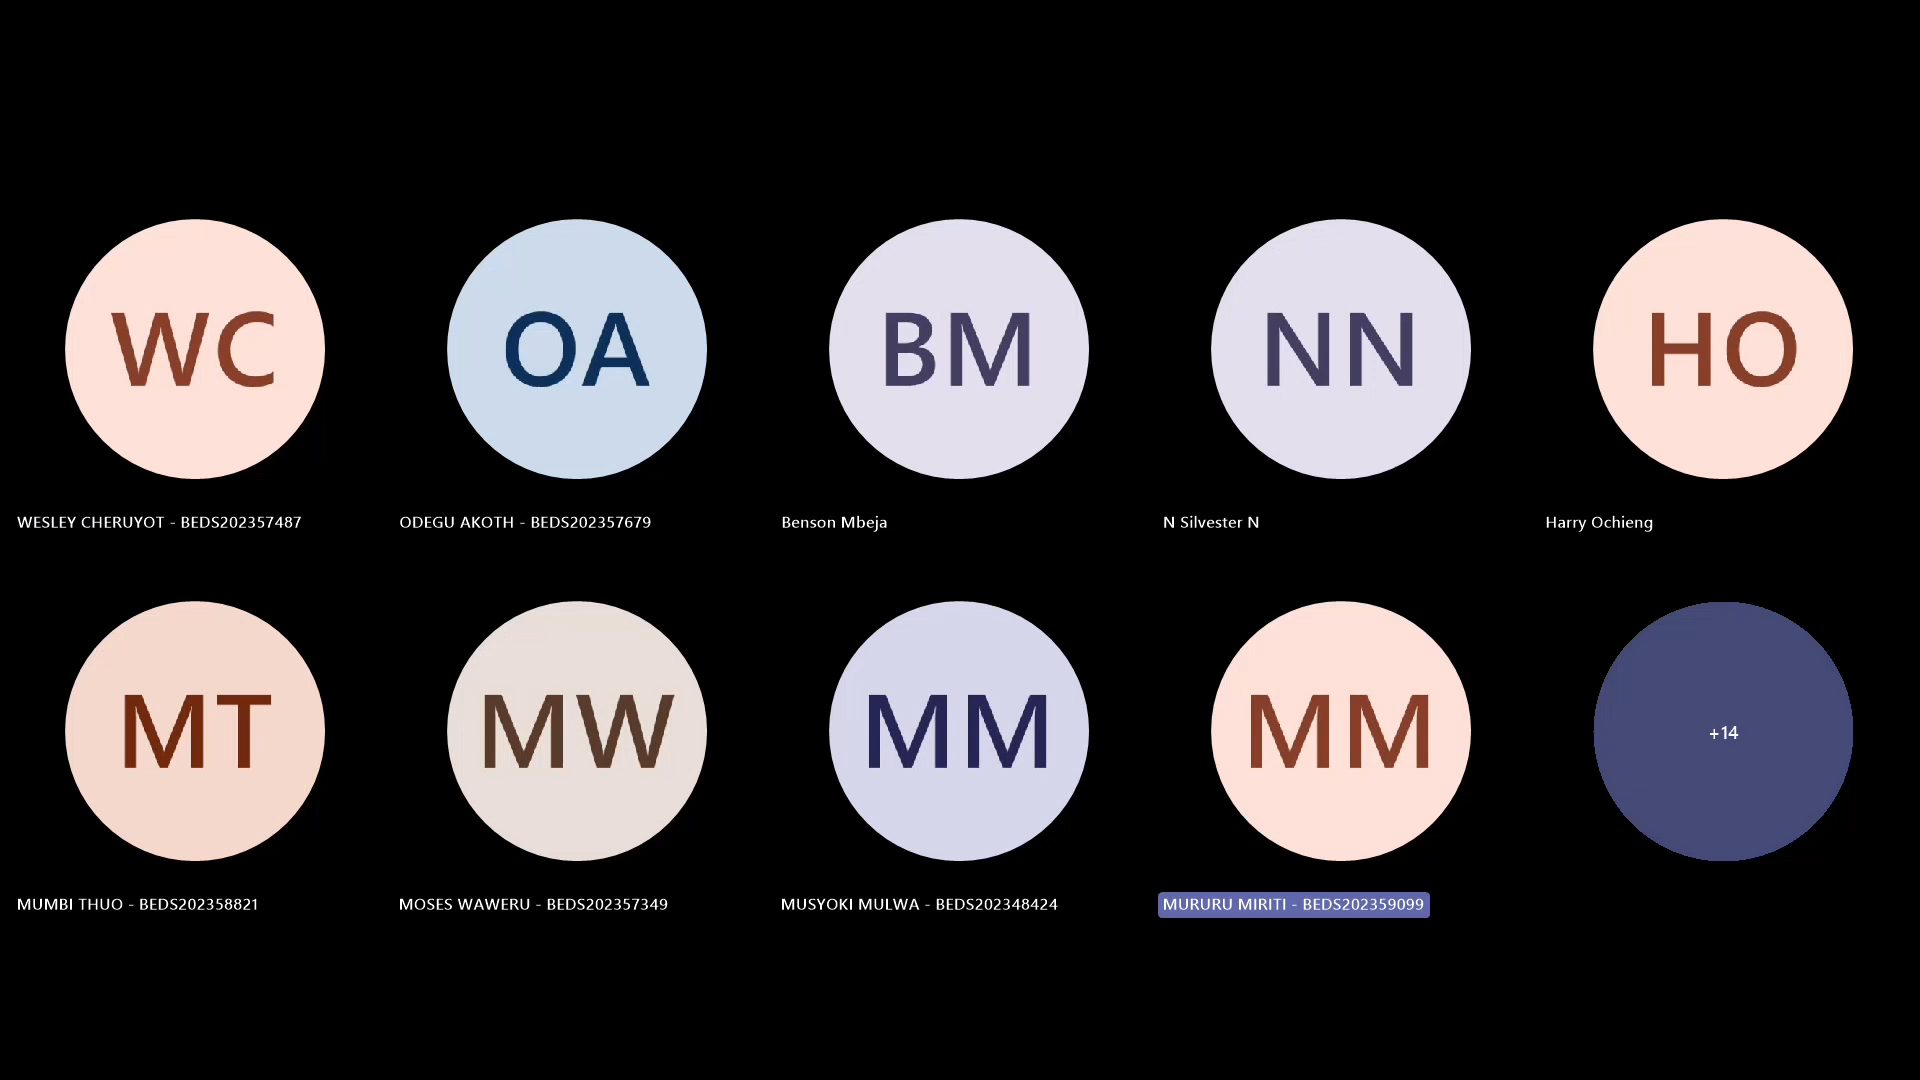 WC
OA
BM
NN
HO
WESLEY CHERUYOT - BEDS202357487
ODEGU AKOTH - BEDS202357679
Benson Mbeja
N Silvester N
Harry Ochieng
MT
MW
MM
MM
+14
MUMBI THUO - BEDS202358821
MOSES WAWERU - BEDS202357349
MUSYOKI MULWA - BEDS202348424
MURURU MIRITI - BEDS202359099